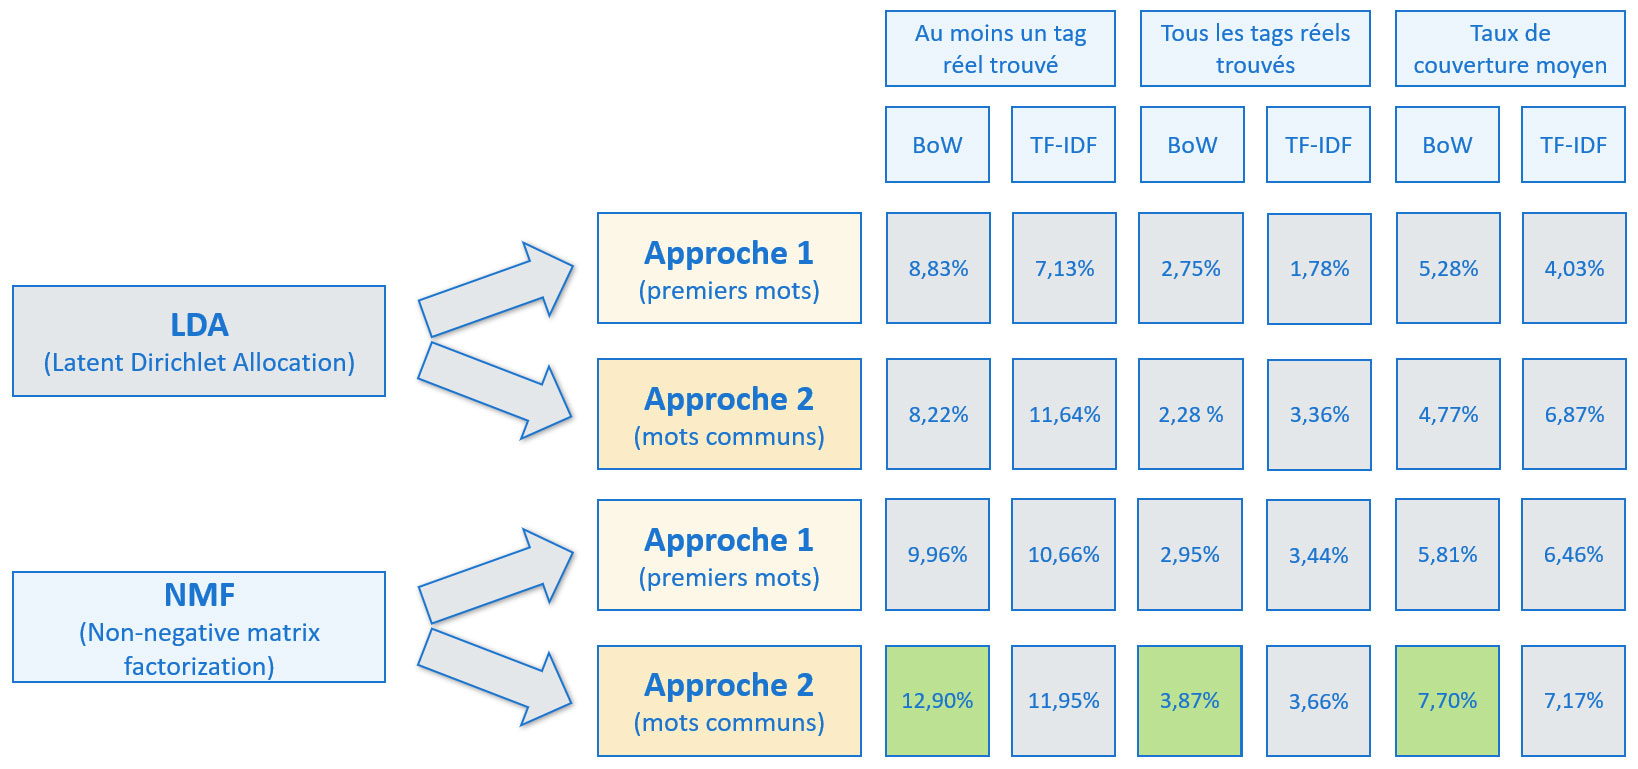 Au moins un tag
réel trouvé
Tous les tags réels
trouvés
Taux de
couverture moyen
BoW
TF-IDF
BoW
TF-IDF
BoW
TF-IDF
LDA
(Latent Dirichlet Allocation)
Approche 1
(premiers mots)
8,83%
7,13%
2,75%
1,78%
5,28%
4,03%
Approche 2
(mots communs)
8,22%
11,64%
2,28 %
3,36%
4,77%
6,87%
NMF
(Non-negative matrix
factorization)
Approche 1
(premiers mots)
9,96%
10,66%
2,95%
3,44%
5,81%
6,46%
Approche 2
(mots communs)
12,90%
11,95%
3,87%
3,66%
7,70%
7,17%